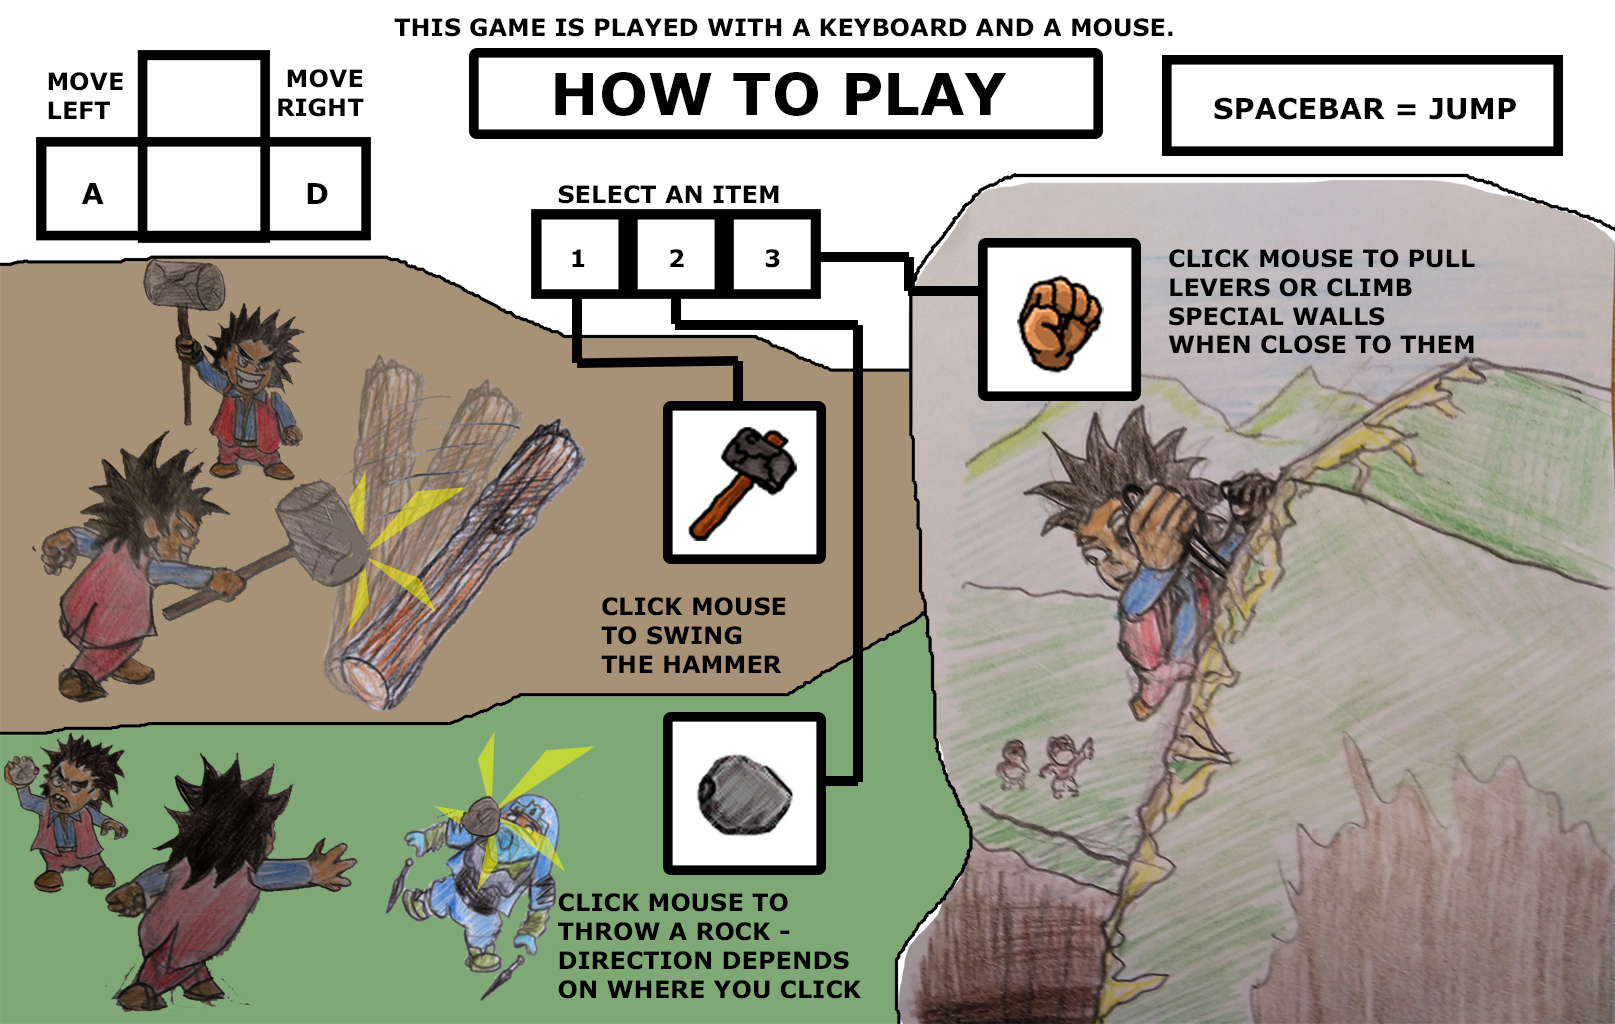 THIS GAME IS PLAYED WITH A KEYBOARD AND A MOUSE.
HOW TO PLAY
MOVE
LEFT
MOVE
RIGHT
A
D
SPACEBAR = JUMP
SELECT AN ITEM
1
2
3
CLICK MOUSE TO PULL
LEVERS OR CLIMB
SPECIAL WALLS
WHEN CLOSE TO THEM
CLICK MOUSE
TO SWING
THE HAMMER
CLICK MOUSE TO
THROW A ROCK -
DIRECTION DEPENDS
ON WHERE YOU CLICK